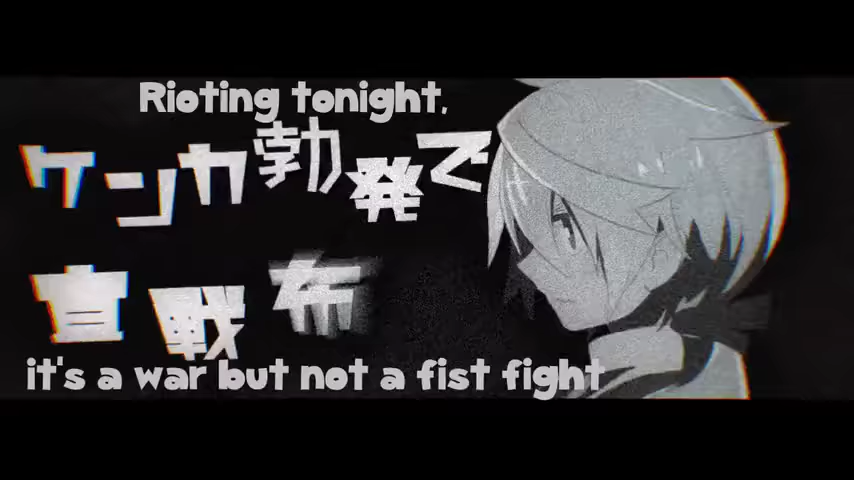 Rioting tonight,
ケンカ勃発で
宣戦布
it's a war but not a fist fight